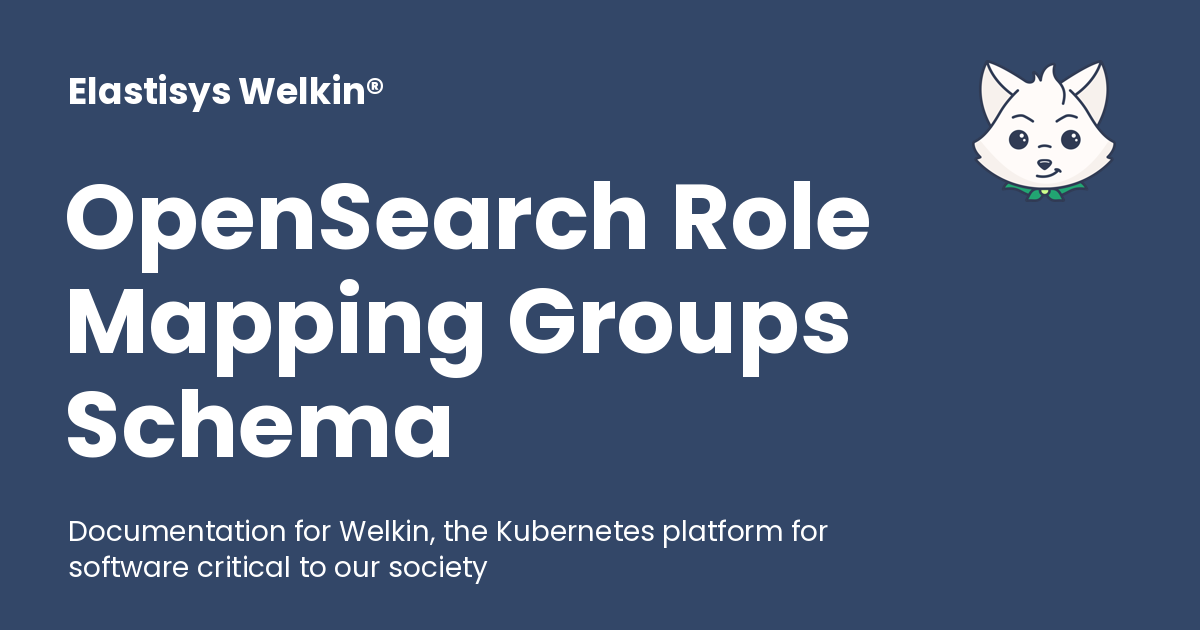 Elastisys Welkin®
OpenSearch Role
Mapping Groups
Schema
Documentation for Welkin, the Kubernetes platform for
software critical to our society